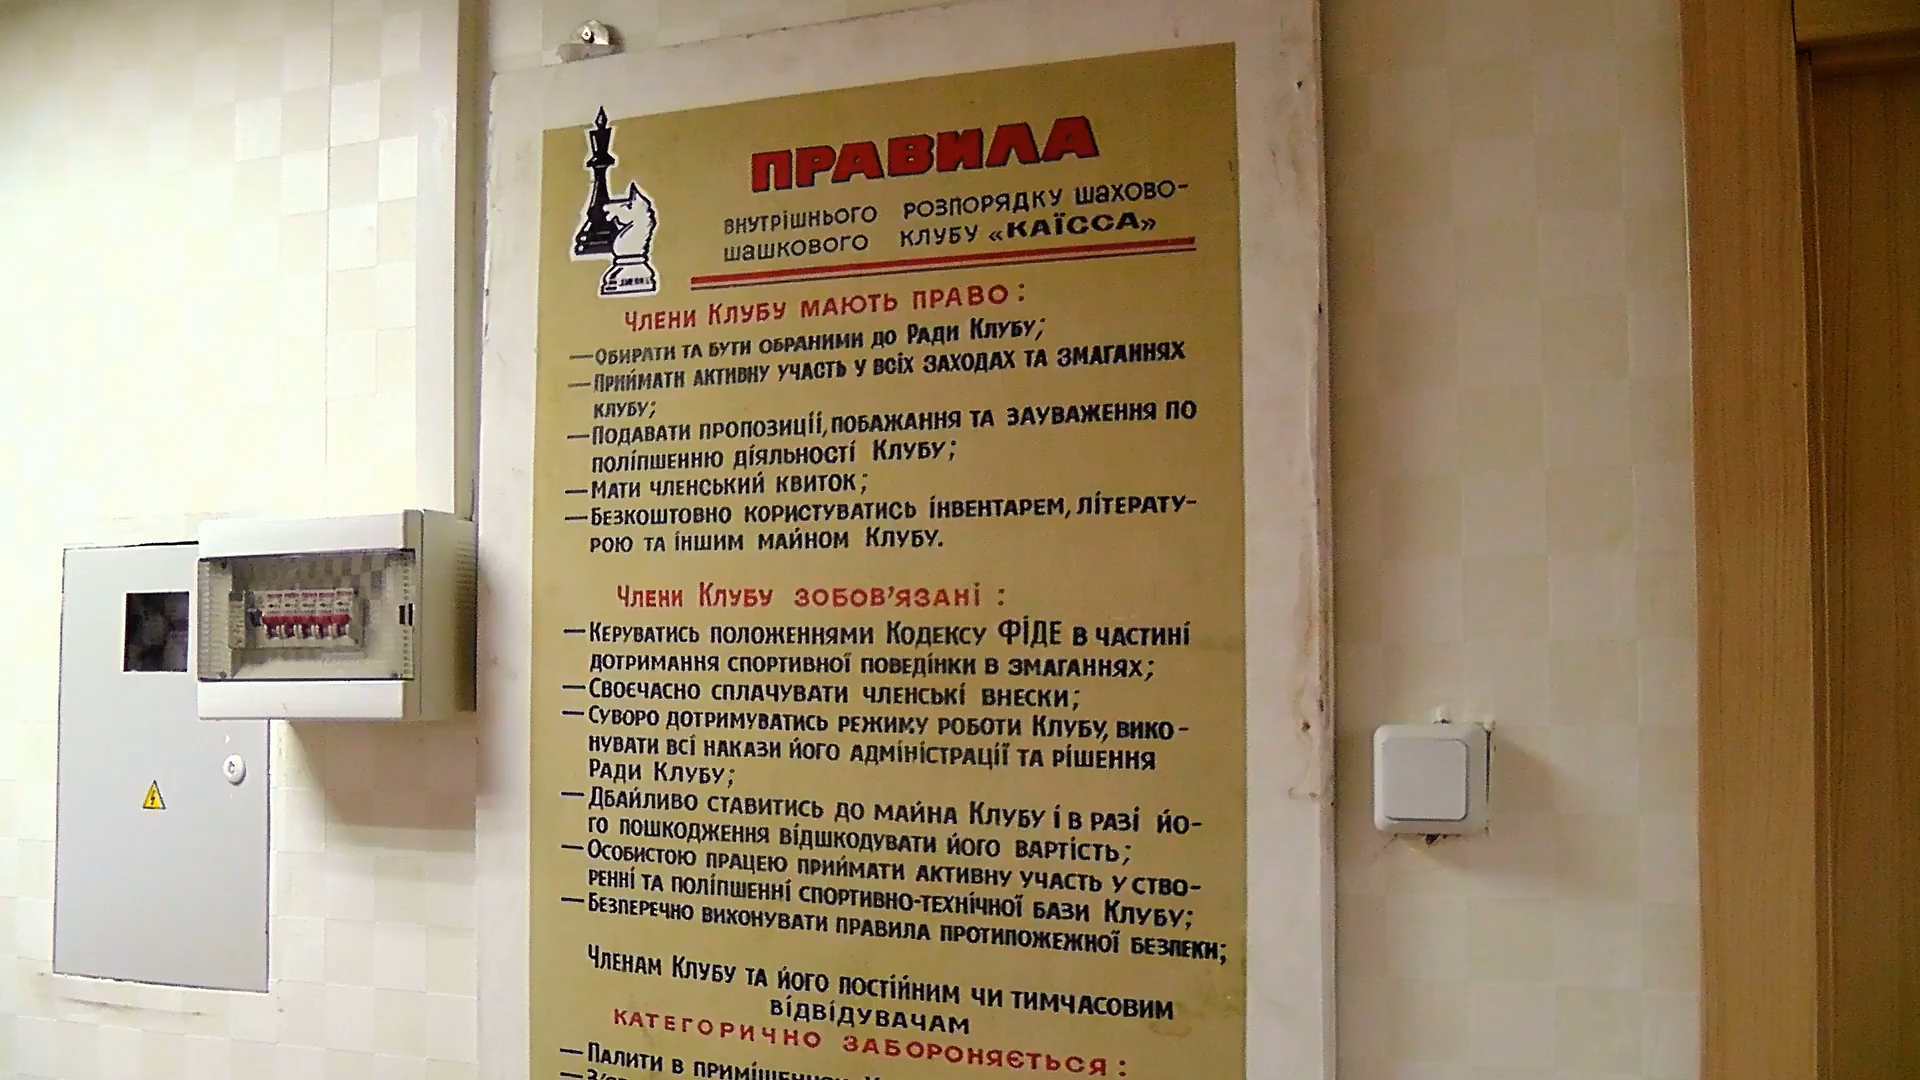 ПРАВИЛА
ВНУТРІШНЬОГО РОЗПОРЯДКУ ШАХОВО-
ШАШКОВОГО КЛУБУ «КАЇССА»
Члени Клубу мають право:
— Обирати та бути обраними до Ради Клубу;
— Приймати активну участь у всіх заходах та змаганнях
клубу;
— Подавати пропозиції, побажання та зауваження по
поліпшенню діяльності Клубу;
— Мати членський квиток;
— Безкоштовно користуватись інвентарем, літерату-
рою та іншим майном Клубу.
Члени Клубу зобов'язані:
— Керуватись положеннями Кодексу ФІДЕ в частині
дотримання спортивної поведінки в змаганнях;
— Своєчасно сплачувати членські внески;
— Суворо дотримуватись режиму роботи Клубу, вико-
нувати всі накази його адміністрації та рішення
Ради Клубу;
— Дбайливо ставитись до майна Клубу і в разі йо-
го пошкодження відшкодувати його вартість;
— Особистою працею приймати активну участь у ство-
ренні та поліпшенні спортивно-технічної бази Клубу;
— Безперечно виконувати правила протипожежної безпеки;
Членам Клубу та його постійним чи тимчасовим
відвідувачам
КАТЕГОРИЧНО ЗАБОРОНЯЄТЬСЯ:
— Палити в